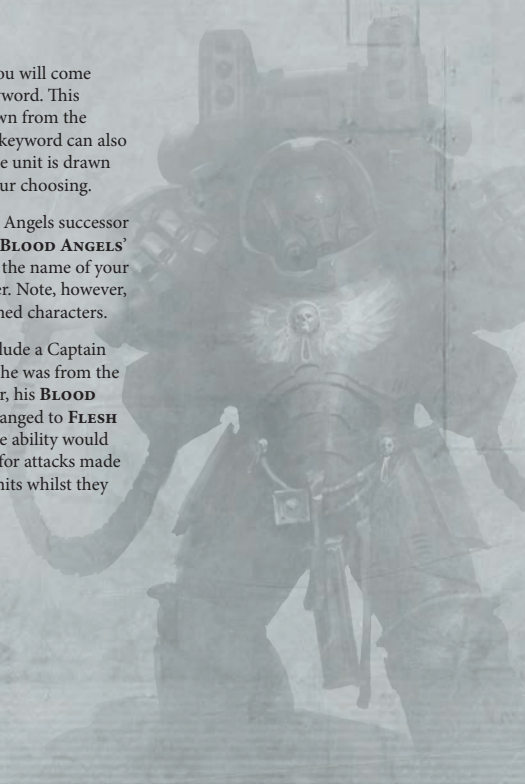 ou will come
word. This
wn from the
keyword can also
e unit is drawn
ur choosing.
Angels successor
BLOOD ANGELS’
the name of your
er. Note, however,
ned characters.
lude a Captain
he was from the
r, his BLOOD
anged to FLESH
e ability would
for attacks made
nits whilst they